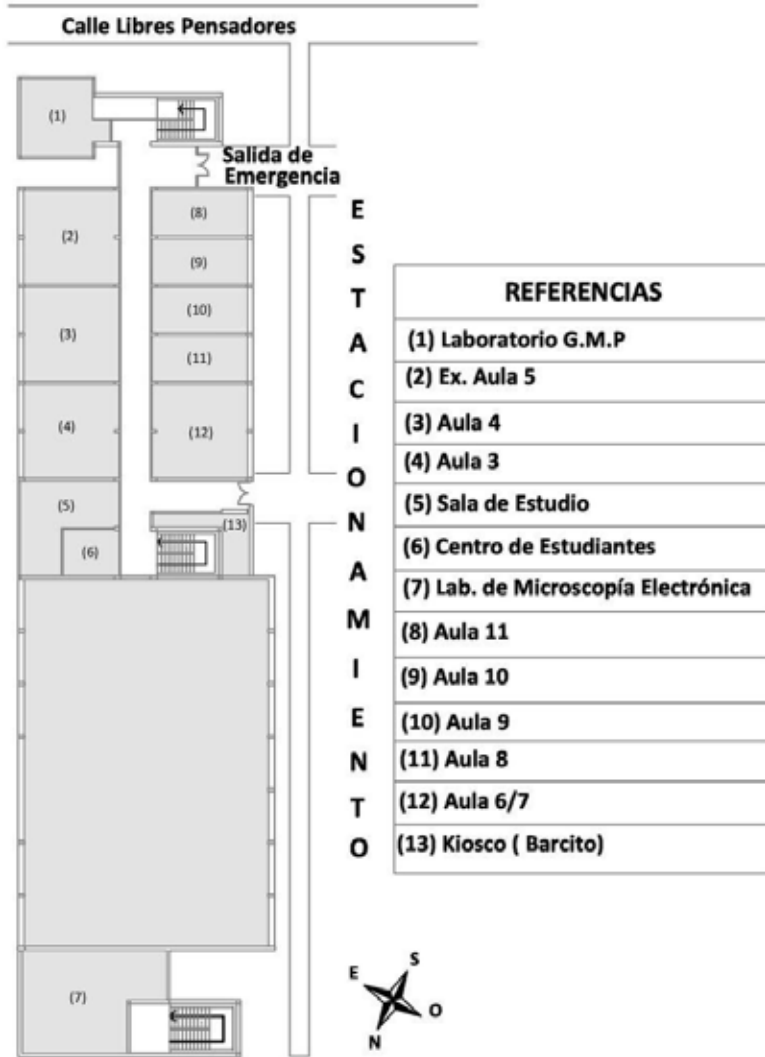 Calle Libres Pensadores
(1)
Salida de
Emergencia
(8)
(2)
(9)
(10)
(3)
(11)
(4)
(12)
(5)
(13)
(6)
(7)
E
S
T
A
C
I
O
N
A
M
I
E
N
T
O
REFERENCIAS
(1) Laboratorio G.M.P
(2) Ex. Aula 5
(3) Aula 4
(4) Aula 3
(5) Sala de Estudio
(6) Centro de Estudiantes
(7) Lab. de Microscopía Electrónica
(8) Aula 11
(9) Aula 10
(10) Aula 9
(11) Aula 8
(12) Aula 6/7
(13) Kiosco ( Barcito)
S
E
O
N